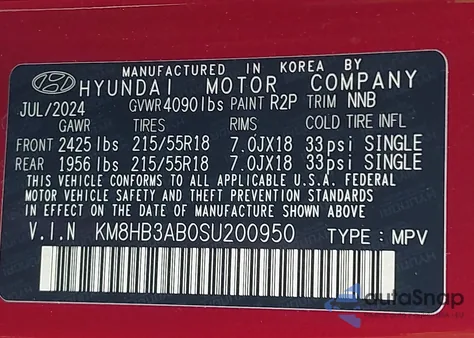 MANUFACTURED IN KOREA BY
HYUNDAI MOTOR COMPANY
JUL/2024 GVWR 4090lbs PAINT R2P TRIM NNB
GAWR TIRES RIMS COLD TIRE INFL
FRONT 2425 lbs 215/55R18 7.0JX18 33psi SINGLE
REAR 1956 lbs 215/55R18 7.0JX18 33psi SINGLE
THIS VEHICLE CONFORMS TO ALL APPLICABLE U.S.A. FEDERAL
MOTOR VEHICLE SAFETY AND THEFT PREVENTION STANDARDS
IN EFFECT ON THE DATE OF MANUFACTURE SHOWN ABOVE.
V.I.N KM8HB3AB0SU200950 TYPE: MPV
autoSnap